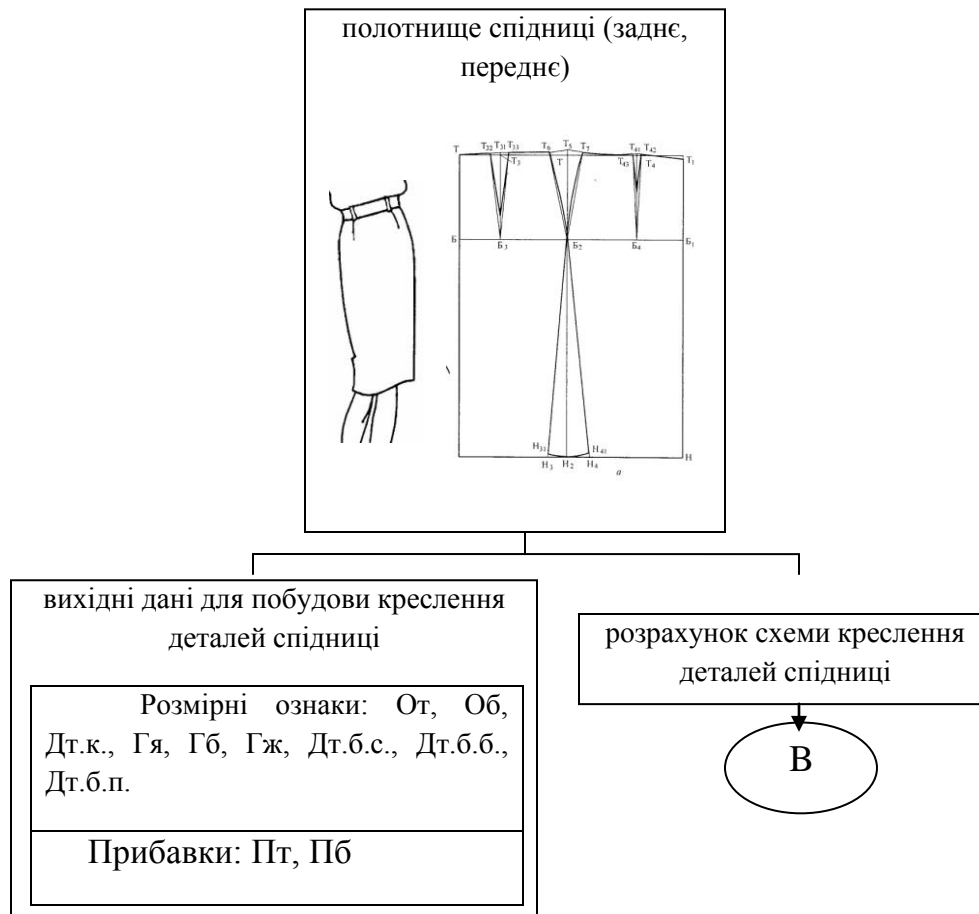 полотнище спідниці (заднє,
переднє)
Т Т32 Т31 Т33 Т6 Т5 Т7 Т41 Т42
Т3 Т Т43 Т4 Т1
Б Б3 Б2 Б4 Б1
Н31 Н41
Н3 Н2 Н4 Н
а
вихідні дані для побудови креслення
деталей спідниці
Розмірні ознаки: От, Об,
Дт.к., Гя, Гб, Гж, Дт.б.с., Дт.б.б.,
Дт.б.п.
Прибавки: Пт, Пб
розрахунок схеми креслення
деталей спідниці
В